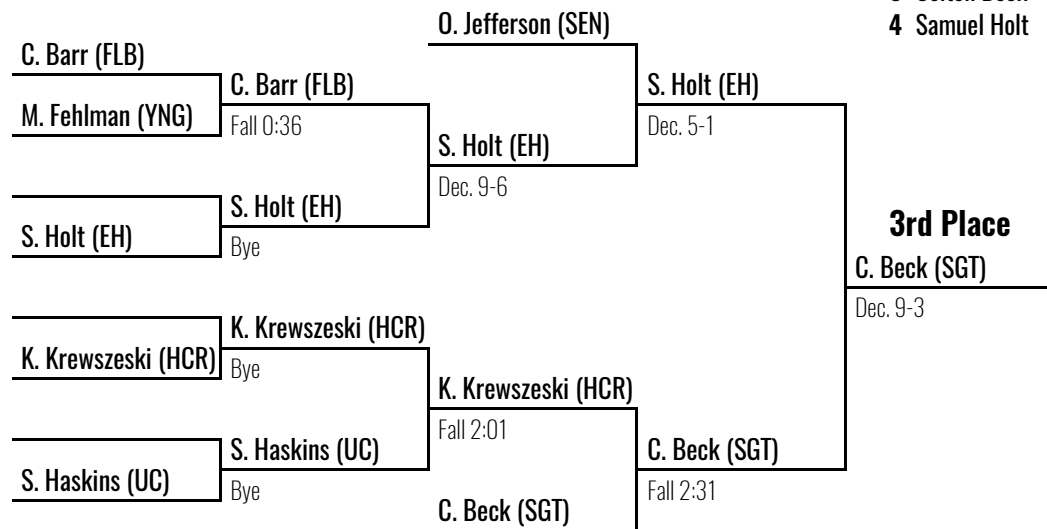 4 Samuel Holt
O. Jefferson (SEN)
C. Barr (FLB)
C. Barr (FLB)
S. Holt (EH)
M. Fehlman (YNG)
Fall 0:36
Dec. 5-1
S. Holt (EH)
Dec. 9-6
S. Holt (EH)
S. Holt (EH)
Bye
3rd Place
C. Beck (SGT)
Dec. 9-3
K. Krewszeski (HCR)
K. Krewszeski (HCR)
Bye
K. Krewszeski (HCR)
Fall 2:01
S. Haskins (UC)
C. Beck (SGT)
S. Haskins (UC)
Bye
Fall 2:31
C. Beck (SGT)